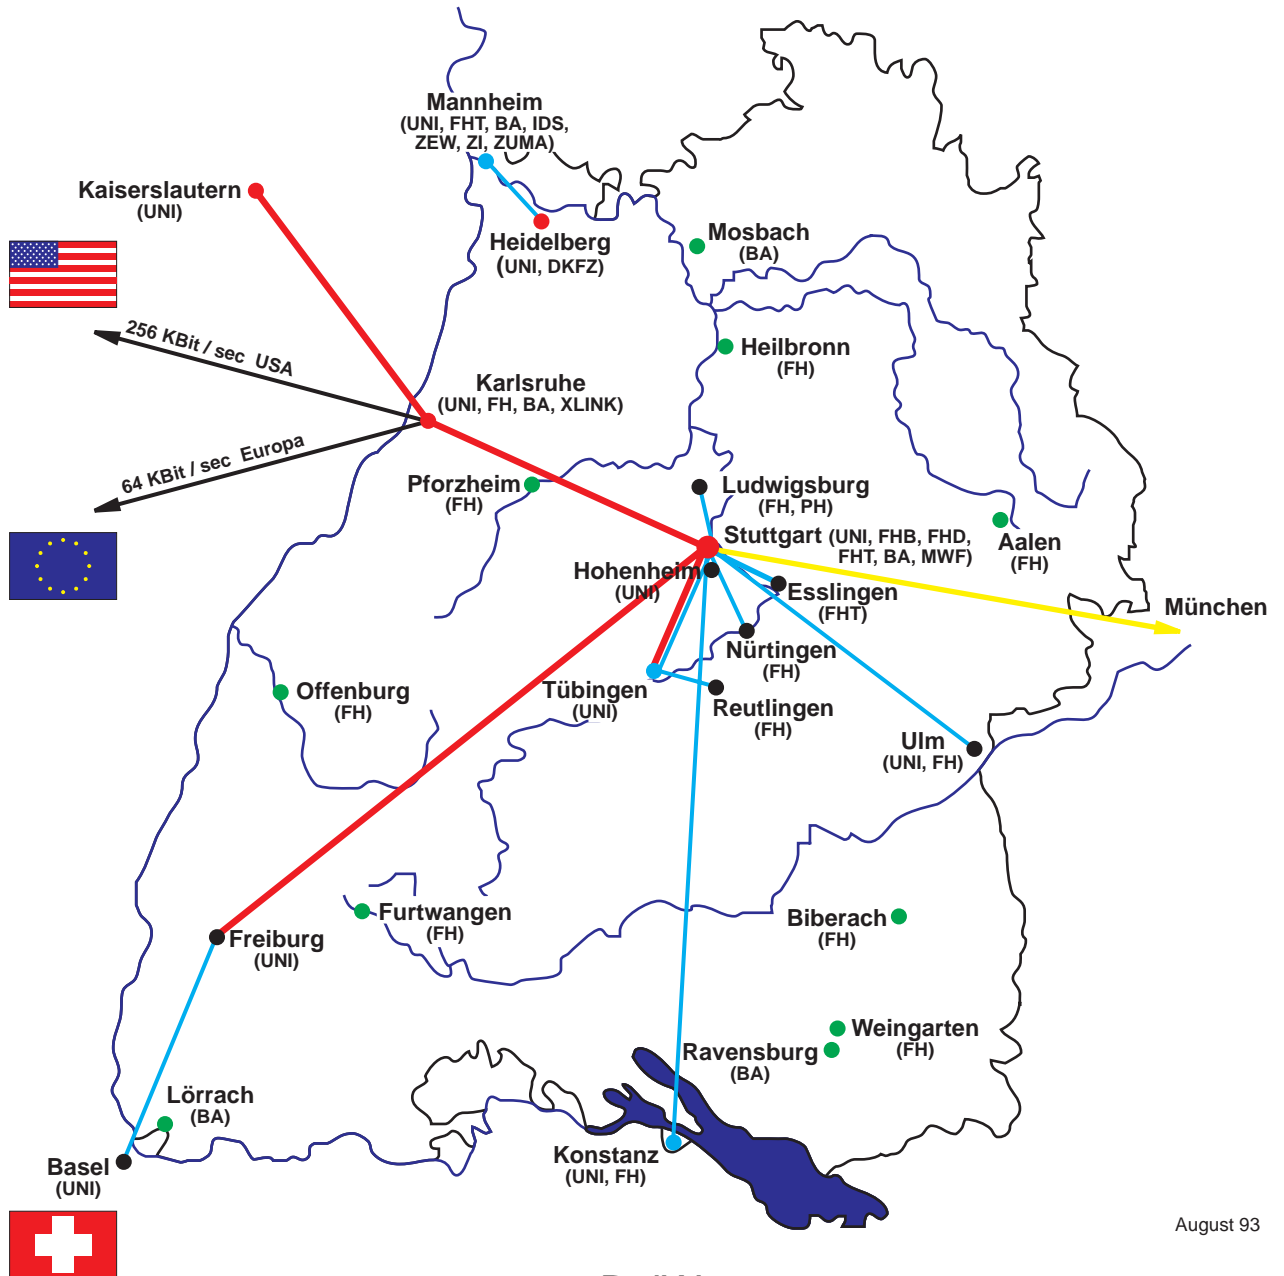 Mannheim
(UNI, FHT, BA, IDS,
ZEW, ZI, ZUMA)
Kaiserslautern
(UNI)
Heidelberg
(UNI, DKFZ)
Mosbach
(BA)
256 KBit / sec USA
Heilbronn
(FH)
Karlsruhe
(UNI, FH, BA, XLINK)
64 KBit / sec Europa
Pforzheim
(FH)
Ludwigsburg
(FH, PH)
Stuttgart (UNI, FHB, FHD,
FHT, BA, MWF)
Aalen
(FH)
Hohenheim
(UNI)
Esslingen
(FHT)
München
Nürtingen
(FH)
Offenburg
(FH)
Tübingen
(UNI)
Reutlingen
(FH)
Ulm
(UNI, FH)
Furtwangen
(FH)
Biberach
(FH)
Freiburg
(UNI)
Weingarten
(FH)
Ravensburg
(BA)
Lörrach
(BA)
Konstanz
(UNI, FH)
Basel
(UNI)
August 93